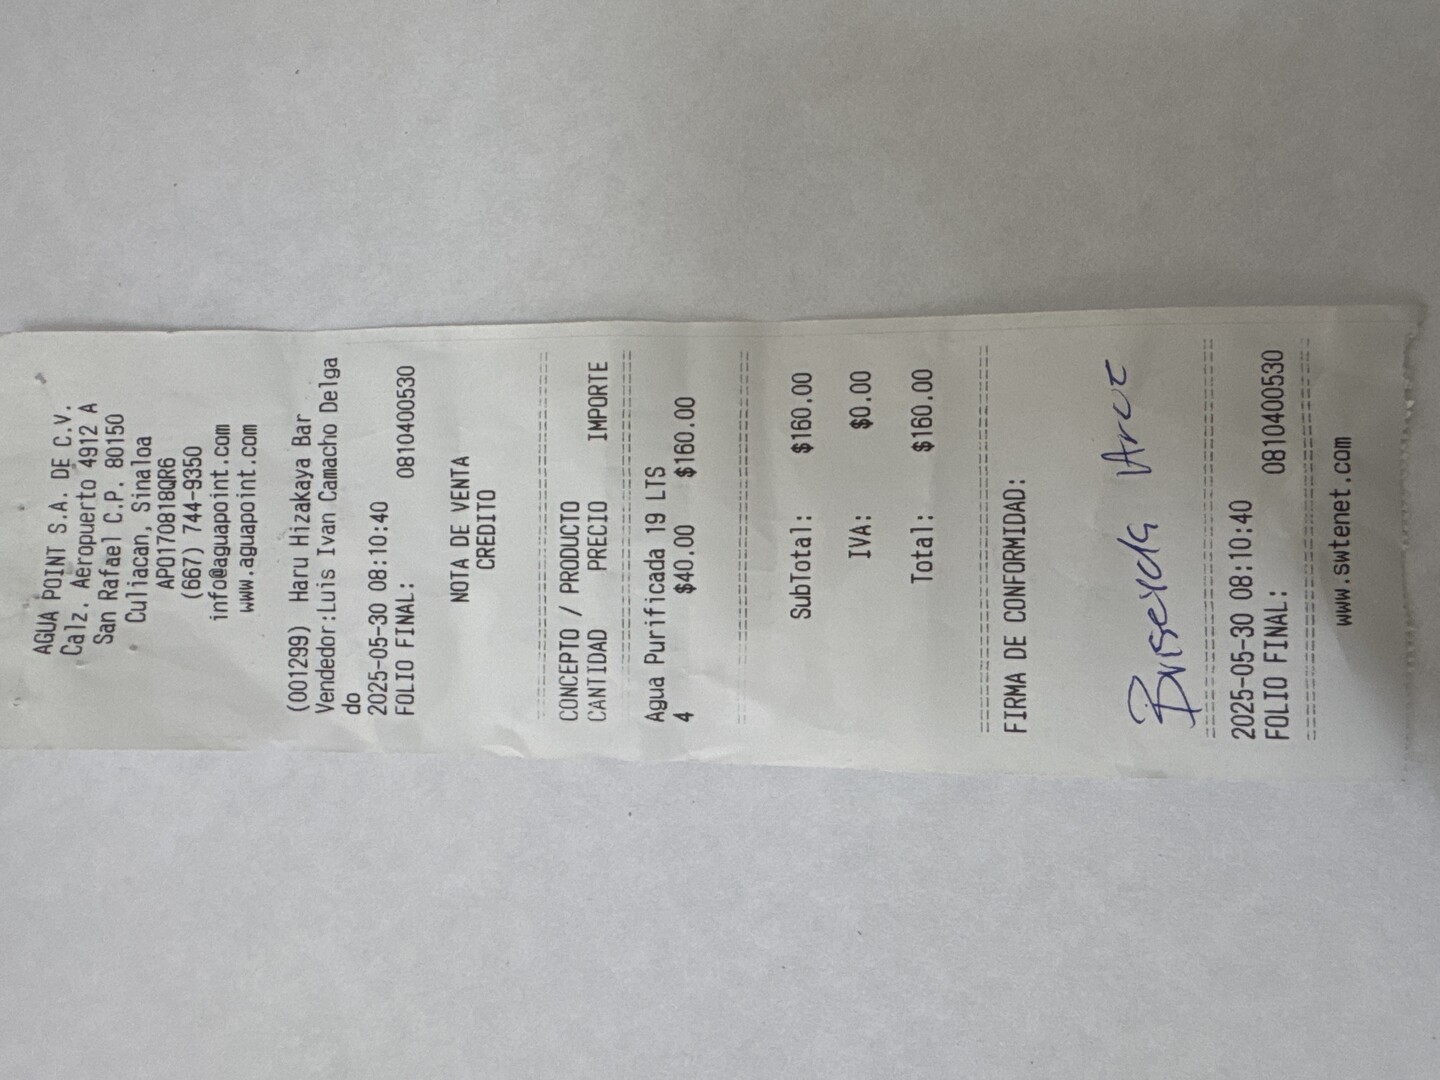 AGUA POINT S.A. DE C.V.
Calz. Aeropuerto 4912 A
San Rafael C.P. 80150
Culiacan, Sinaloa
APO170818QR6
(667) 744-9350
info@aguapoint.com
www.aguapoint.com
(001299) Haru Hizakaya Bar
Vendedor:Luis Ivan Camacho Delga
do
2025-05-30 08:10:40
FOLIO FINAL: 0810400530
NOTA DE VENTA
CREDITO
CONCEPTO / PRODUCTO
CANTIDAD PRECIO IMPORTE
Agua Purificada 19 LTS
4 $40.00 $160.00
SubTotal: $160.00
IVA: $0.00
Total: $160.00
FIRMA DE CONFORMIDAD:
Briseyda
2025-05-30 08:10:40
FOLIO FINAL: 0810400530
www.swtenet.com